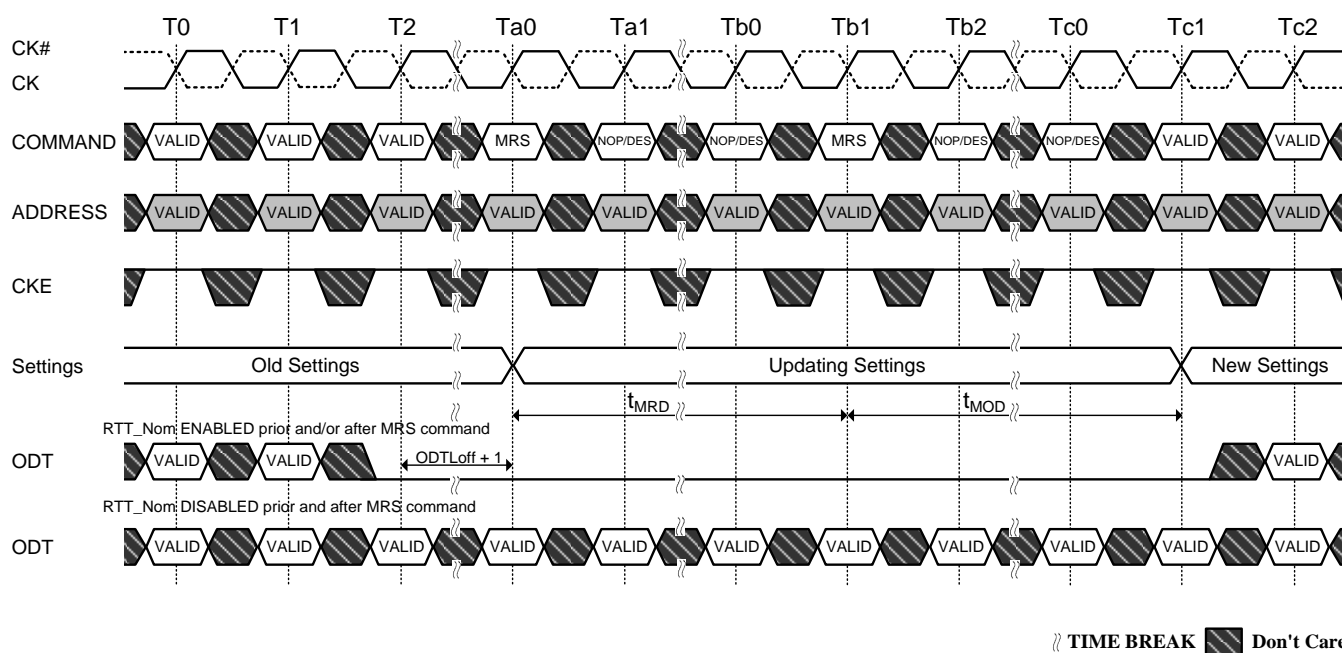 T0 T1 T2 Ta0 Ta1 Tb0 Tb1 Tb2 Tc0 Tc1 Tc2
CK#
CK
COMMAND VALID VALID VALID MRS NOP/DES NOP/DES MRS NOP/DES NOP/DES VALID VALID
ADDRESS VALID VALID VALID VALID VALID VALID VALID VALID VALID VALID VALID
CKE
Settings Old Settings Updating Settings New Settings
tMRD tMOD
RTT_Nom ENABLED prior and/or after MRS command
ODT VALID VALID ODTLoff + 1 VALID
RTT_Nom DISABLED prior and after MRS command
ODT VALID VALID VALID VALID VALID VALID VALID VALID VALID VALID VALID
TIME BREAK Don't Care